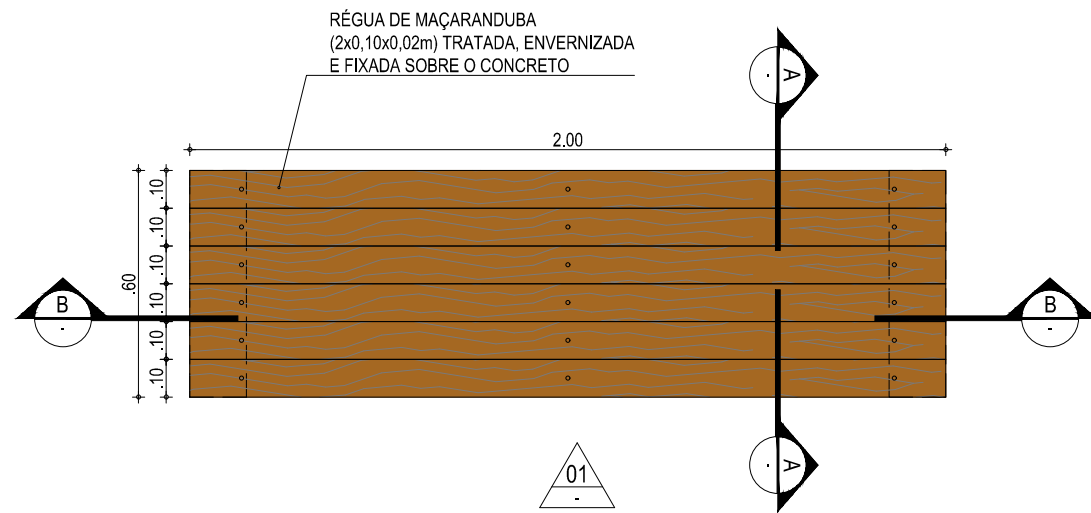 RÉGUA DE MAÇARANDUBA
(2x0,10x0,02m) TRATADA, ENVERNIZADA
E FIXADA SOBRE O CONCRETO
A
-
2.00
.10
.10
.10
.10
.10
.10
.60
B
-
B
-
A
-
01
-